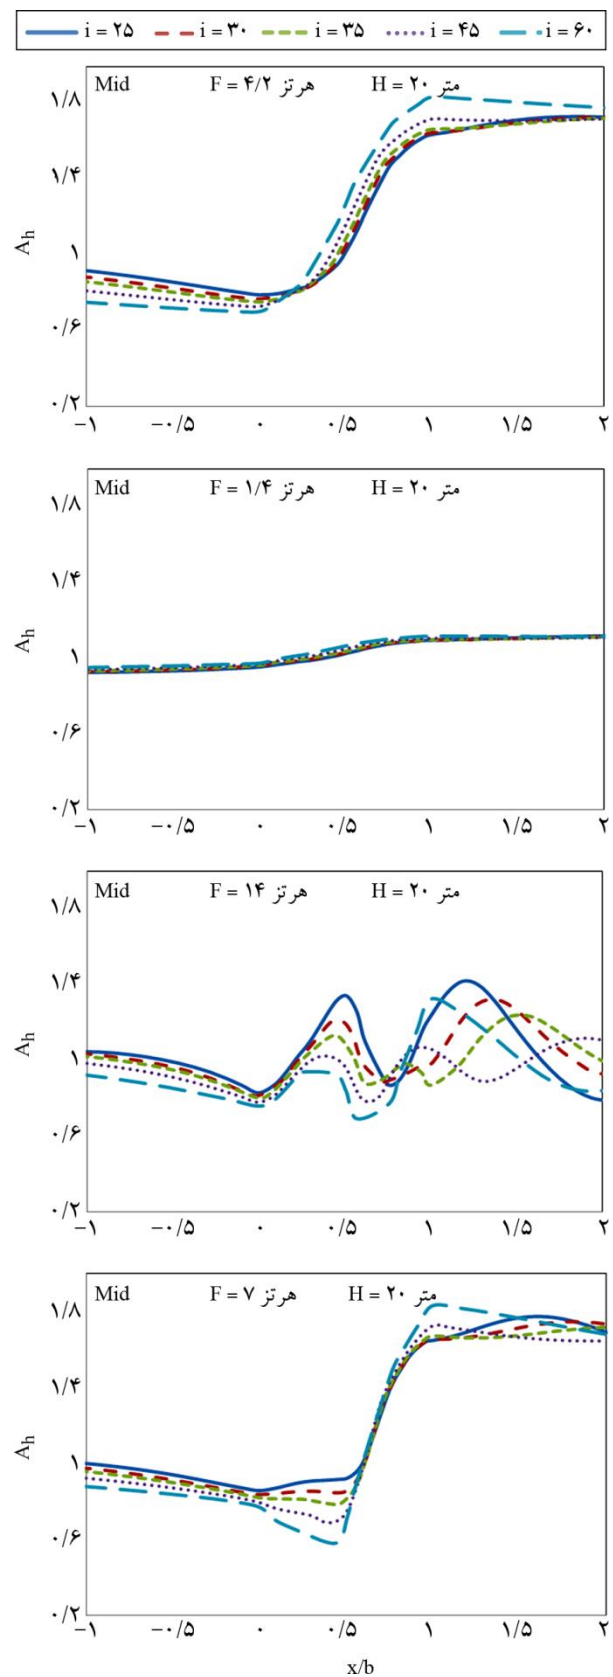 i = ۲۵ i = ۳۰ i = ۳۵ i = ۴۵ i = ۶۰
Mid F = ۴/۲ هرتز H = ۲۰ متر
۱/۸
۱/۴
۱
۰/۶
۰/۲
A_h
−۱ −۰/۵ ۰ ۰/۵ ۱ ۱/۵ ۲
Mid F = ۱/۴ هرتز H = ۲۰ متر
۱/۸
۱/۴
۱
۰/۶
۰/۲
A_h
−۱ −۰/۵ ۰ ۰/۵ ۱ ۱/۵ ۲
Mid F = ۱۴ هرتز H = ۲۰ متر
۱/۸
۱/۴
۱
۰/۶
۰/۲
A_h
−۱ −۰/۵ ۰ ۰/۵ ۱ ۱/۵ ۲
Mid F = ۷ هرتز H = ۲۰ متر
۱/۸
۱/۴
۱
۰/۶
۰/۲
A_h
−۱ −۰/۵ ۰ ۰/۵ ۱ ۱/۵ ۲
x/b